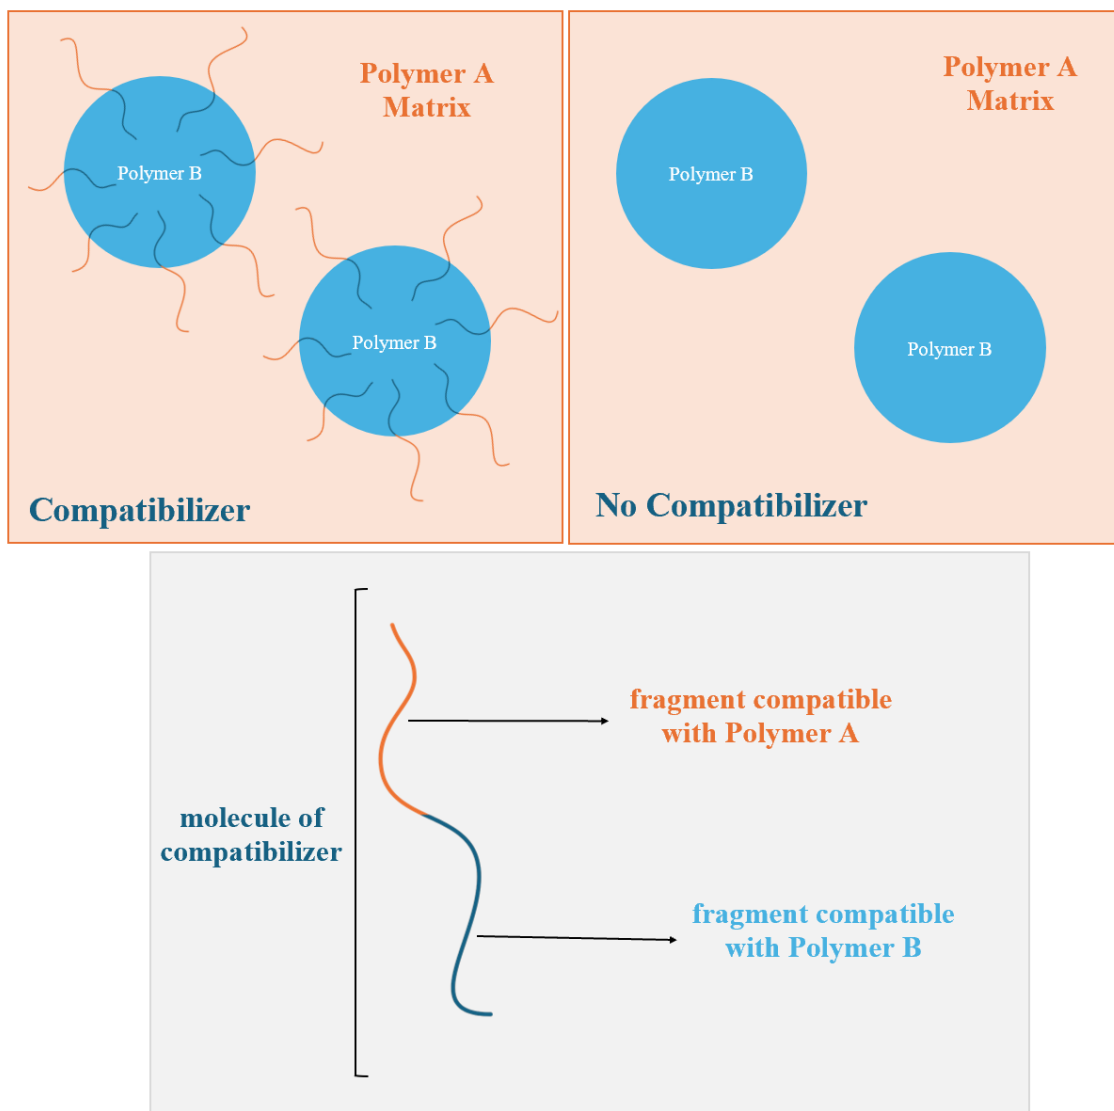 Polymer A
Matrix
Polymer B
Polymer B
Compatibilizer
Polymer A
Matrix
Polymer B
Polymer B
No Compatibilizer
fragment compatible
with Polymer A
molecule of
compatibilizer
fragment compatible
with Polymer B